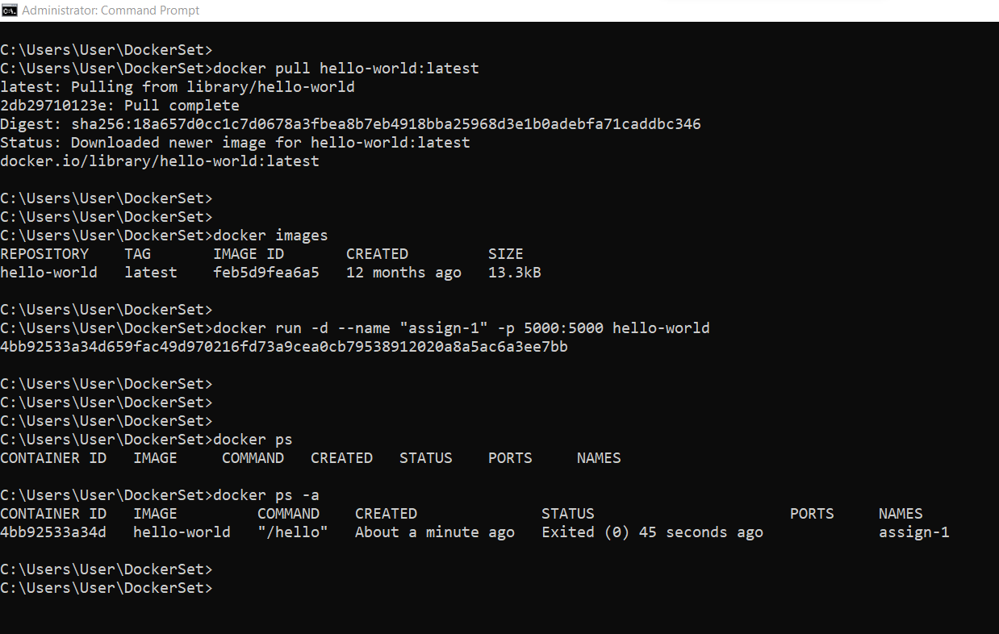 Administrator: Command Prompt
C:\Users\User\DockerSet>
C:\Users\User\DockerSet>docker pull hello-world:latest
latest: Pulling from library/hello-world
2db29710123e: Pull complete
Digest: sha256:18a657d0cc1c7d0678a3fbea8b7eb4918bba25968d3e1b0adebfa71caddbc346
Status: Downloaded newer image for hello-world:latest
docker.io/library/hello-world:latest
C:\Users\User\DockerSet>
C:\Users\User\DockerSet>
C:\Users\User\DockerSet>docker images
REPOSITORY    TAG       IMAGE ID       CREATED         SIZE
hello-world   latest    feb5d9fea6a5   12 months ago   13.3kB
C:\Users\User\DockerSet>
C:\Users\User\DockerSet>docker run -d --name "assign-1" -p 5000:5000 hello-world
4bb92533a34d659fac49d970216fd73a9cea0cb79538912020a8a5ac6a3ee7bb
C:\Users\User\DockerSet>
C:\Users\User\DockerSet>
C:\Users\User\DockerSet>
C:\Users\User\DockerSet>docker ps
CONTAINER ID   IMAGE     COMMAND   CREATED   STATUS    PORTS     NAMES
C:\Users\User\DockerSet>docker ps -a
CONTAINER ID   IMAGE         COMMAND    CREATED              STATUS                      PORTS     NAMES
4bb92533a34d   hello-world   "/hello"   About a minute ago   Exited (0) 45 seconds ago             assign-1
C:\Users\User\DockerSet>
C:\Users\User\DockerSet>